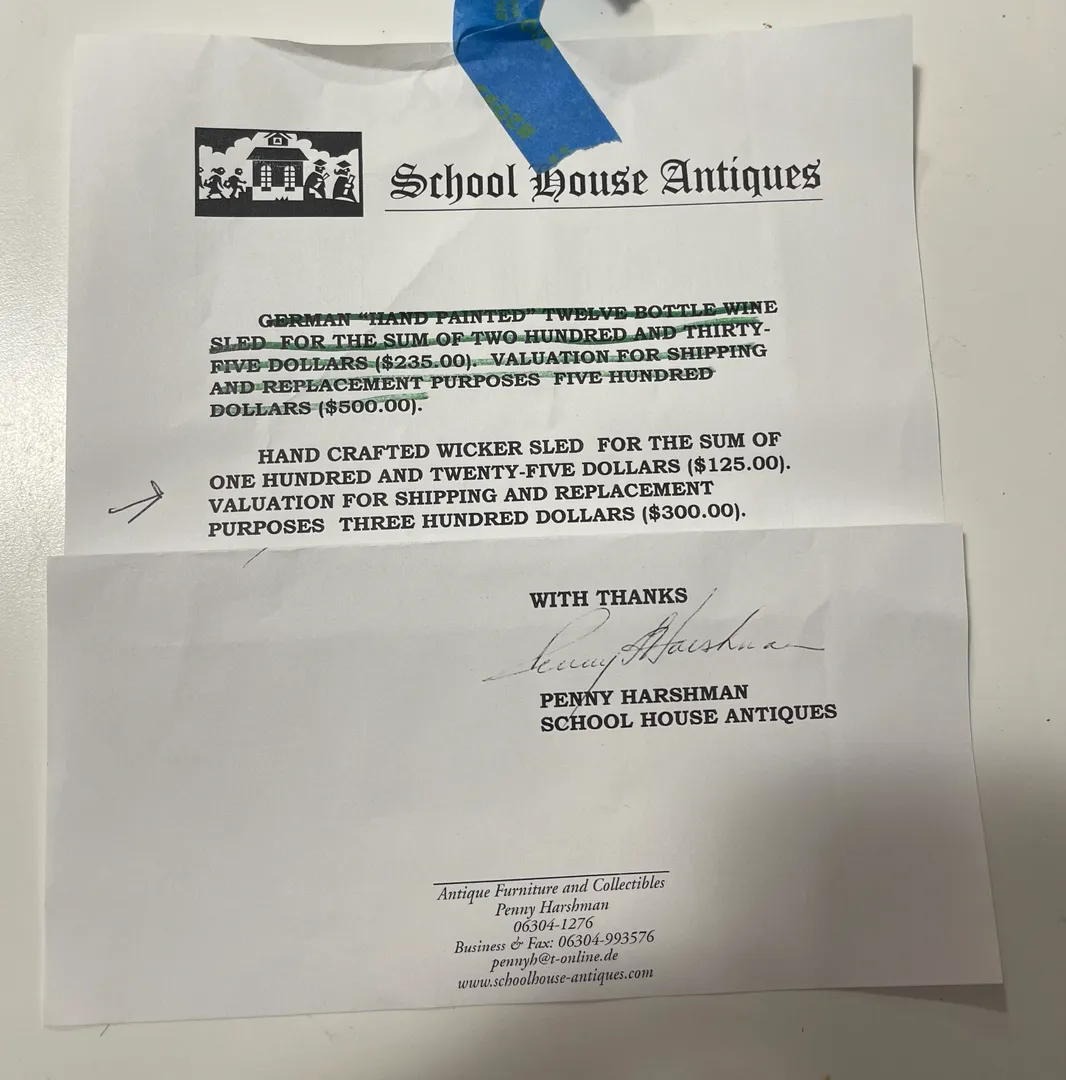 School House Antiques
GERMAN “HAND PAINTED” TWELVE BOTTLE WINE
SLED FOR THE SUM OF TWO HUNDRED AND THIRTY-
FIVE DOLLARS ($235.00). VALUATION FOR SHIPPING
AND REPLACEMENT PURPOSES FIVE HUNDRED
DOLLARS ($500.00).
HAND CRAFTED WICKER SLED FOR THE SUM OF
ONE HUNDRED AND TWENTY-FIVE DOLLARS ($125.00).
VALUATION FOR SHIPPING AND REPLACEMENT
PURPOSES THREE HUNDRED DOLLARS ($300.00).
WITH THANKS
Penny Harshman
PENNY HARSHMAN
SCHOOL HOUSE ANTIQUES
Antique Furniture and Collectibles
Penny Harshman
06304-1276
Business & Fax: 06304-993576
pennyh@t-online.de
www.schoolhouse-antiques.com